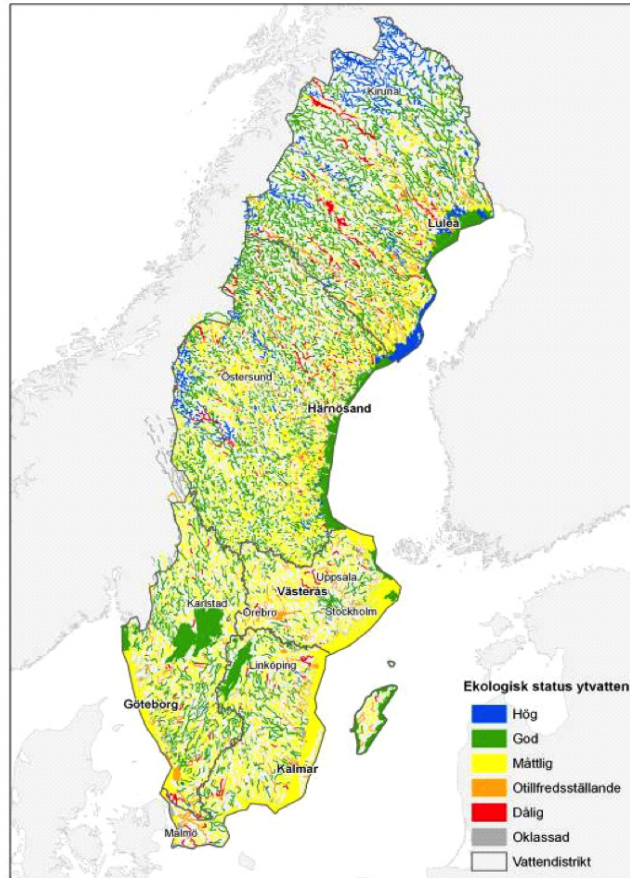 Kiruna
Luleå
Östersund
Härnösand
Uppsala
Västerås
Karlstad
Örebro
Stockholm
Linköping
Göteborg
Kalmar
Malmö
Ekologisk status ytvatten
Hög
God
Måttlig
Otillfredsställande
Dålig
Oklassad
Vattendistrikt